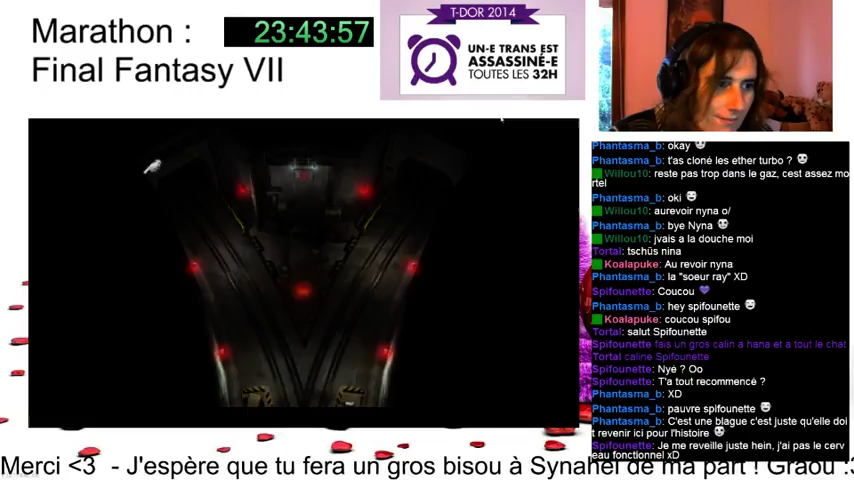 Marathon :
Final Fantasy VII
23:43:57
T-DOR 2014
UN-E TRANS EST
ASSASSINÉ-E
TOUTES LES 32H
Phantasma_b: okay
Phantasma_b: t'as cloné les ether turbo ?
Willou10: reste pas trop dans le gaz, cest assez mo
rtel
Phantasma_b: oki
Willou10: aurevoir nyna o/
Phantasma_b: bye Nyna
Willou10: jvais a la douche moi
Tortal: tschüs nina
Koalapuke: Au revoir nyna
Phantasma_b: la "soeur ray" XD
Spifounette: Coucou
Phantasma_b: hey spifounette
Koalapuke: coucou spifou
Tortal: salut Spifounette
Spifounette fais un gros calin a hana et a tout le chat
Tortal caline Spifounette
Spifounette: Nyé ? Oo
Spifounette: T'a tout recommencé ?
Phantasma_b: XD
Phantasma_b: pauvre spifounette
Phantasma_b: C'est une blague c'est juste qu'elle doi
t revenir ici pour l'histoire
Spifounette: Je me reveille juste hein, j'ai pas le cerv
eau fonctionnel xD
Merci <3 - J'espère que tu fera un gros bisou à Synahel de ma part ! Graou :3